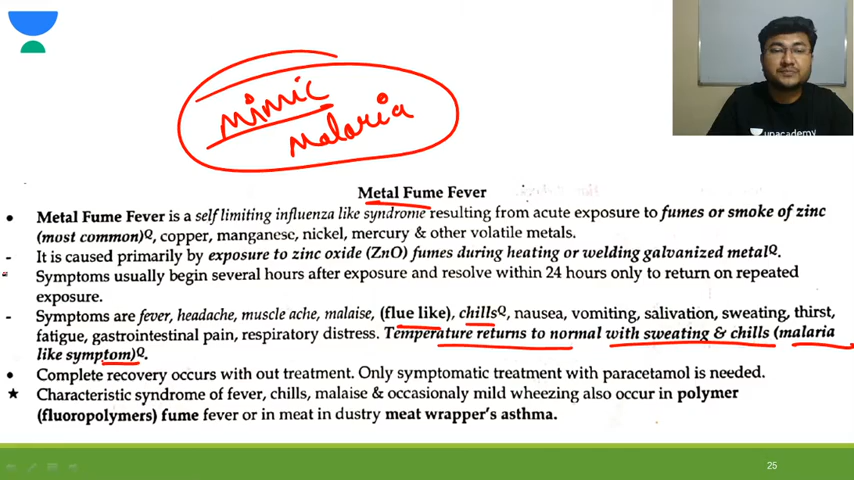 mimic
malaria
unacademy
Metal Fume Fever
• Metal Fume Fever is a self limiting influenza like syndrome resulting from acute exposure to fumes or smoke of zinc
(most common)Q, copper, manganese, nickel, mercury & other volatile metals.
- It is caused primarily by exposure to zinc oxide (ZnO) fumes during heating or welding galvanized metalQ.
Symptoms usually begin several hours after exposure and resolve within 24 hours only to return on repeated
exposure.
- Symptoms are fever, headache, muscle ache, malaise, (flue like), chillsQ, nausea, vomiting, salivation, sweating, thirst,
fatigue, gastrointestinal pain, respiratory distress. Temperature returns to normal with sweating & chills (malaria
like symptom)Q.
• Complete recovery occurs with out treatment. Only symptomatic treatment with paracetamol is needed.
★ Characteristic syndrome of fever, chills, malaise & occasionaly mild wheezing also occur in polymer
(fluoropolymers) fume fever or in meat in dustry meat wrapper's asthma.
25